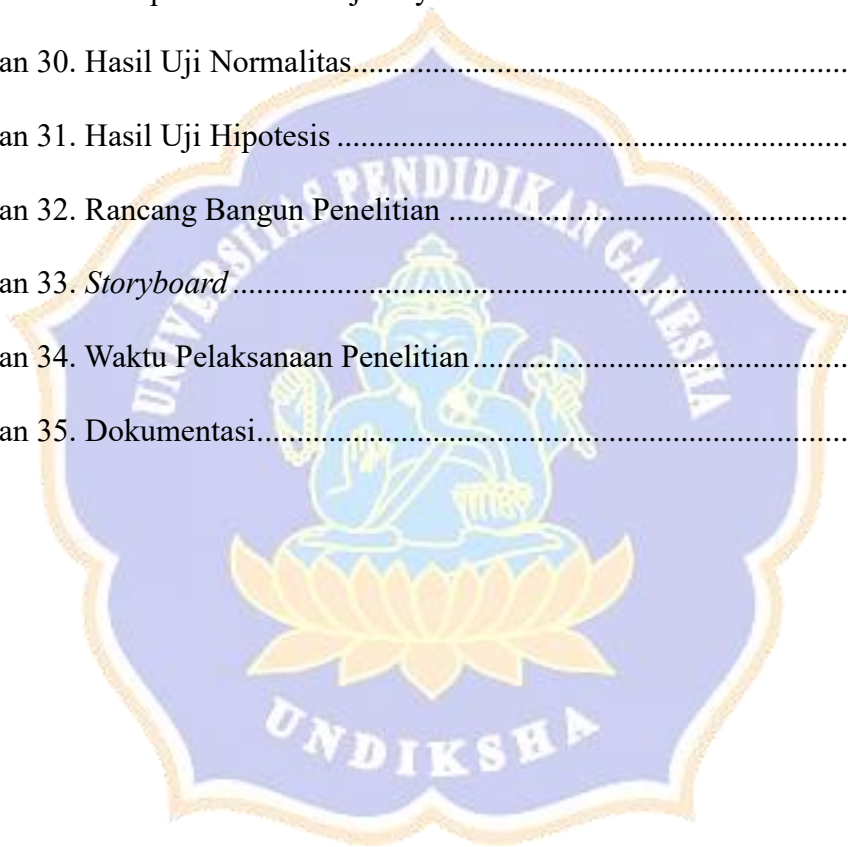 an 30. Hasil Uji Normalitas....................................................................
an 31. Hasil Uji Hipotesis .....................................................................
an 32. Rancang Bangun Penelitian .......................................................
an 33. Storyboard..................................................................................
an 34. Waktu Pelaksanaan Penelitian....................................................
an 35. Dokumentasi...............................................................................
UNIVERSITAS PENDIDIKAN GANESHA
UNDIKSHA